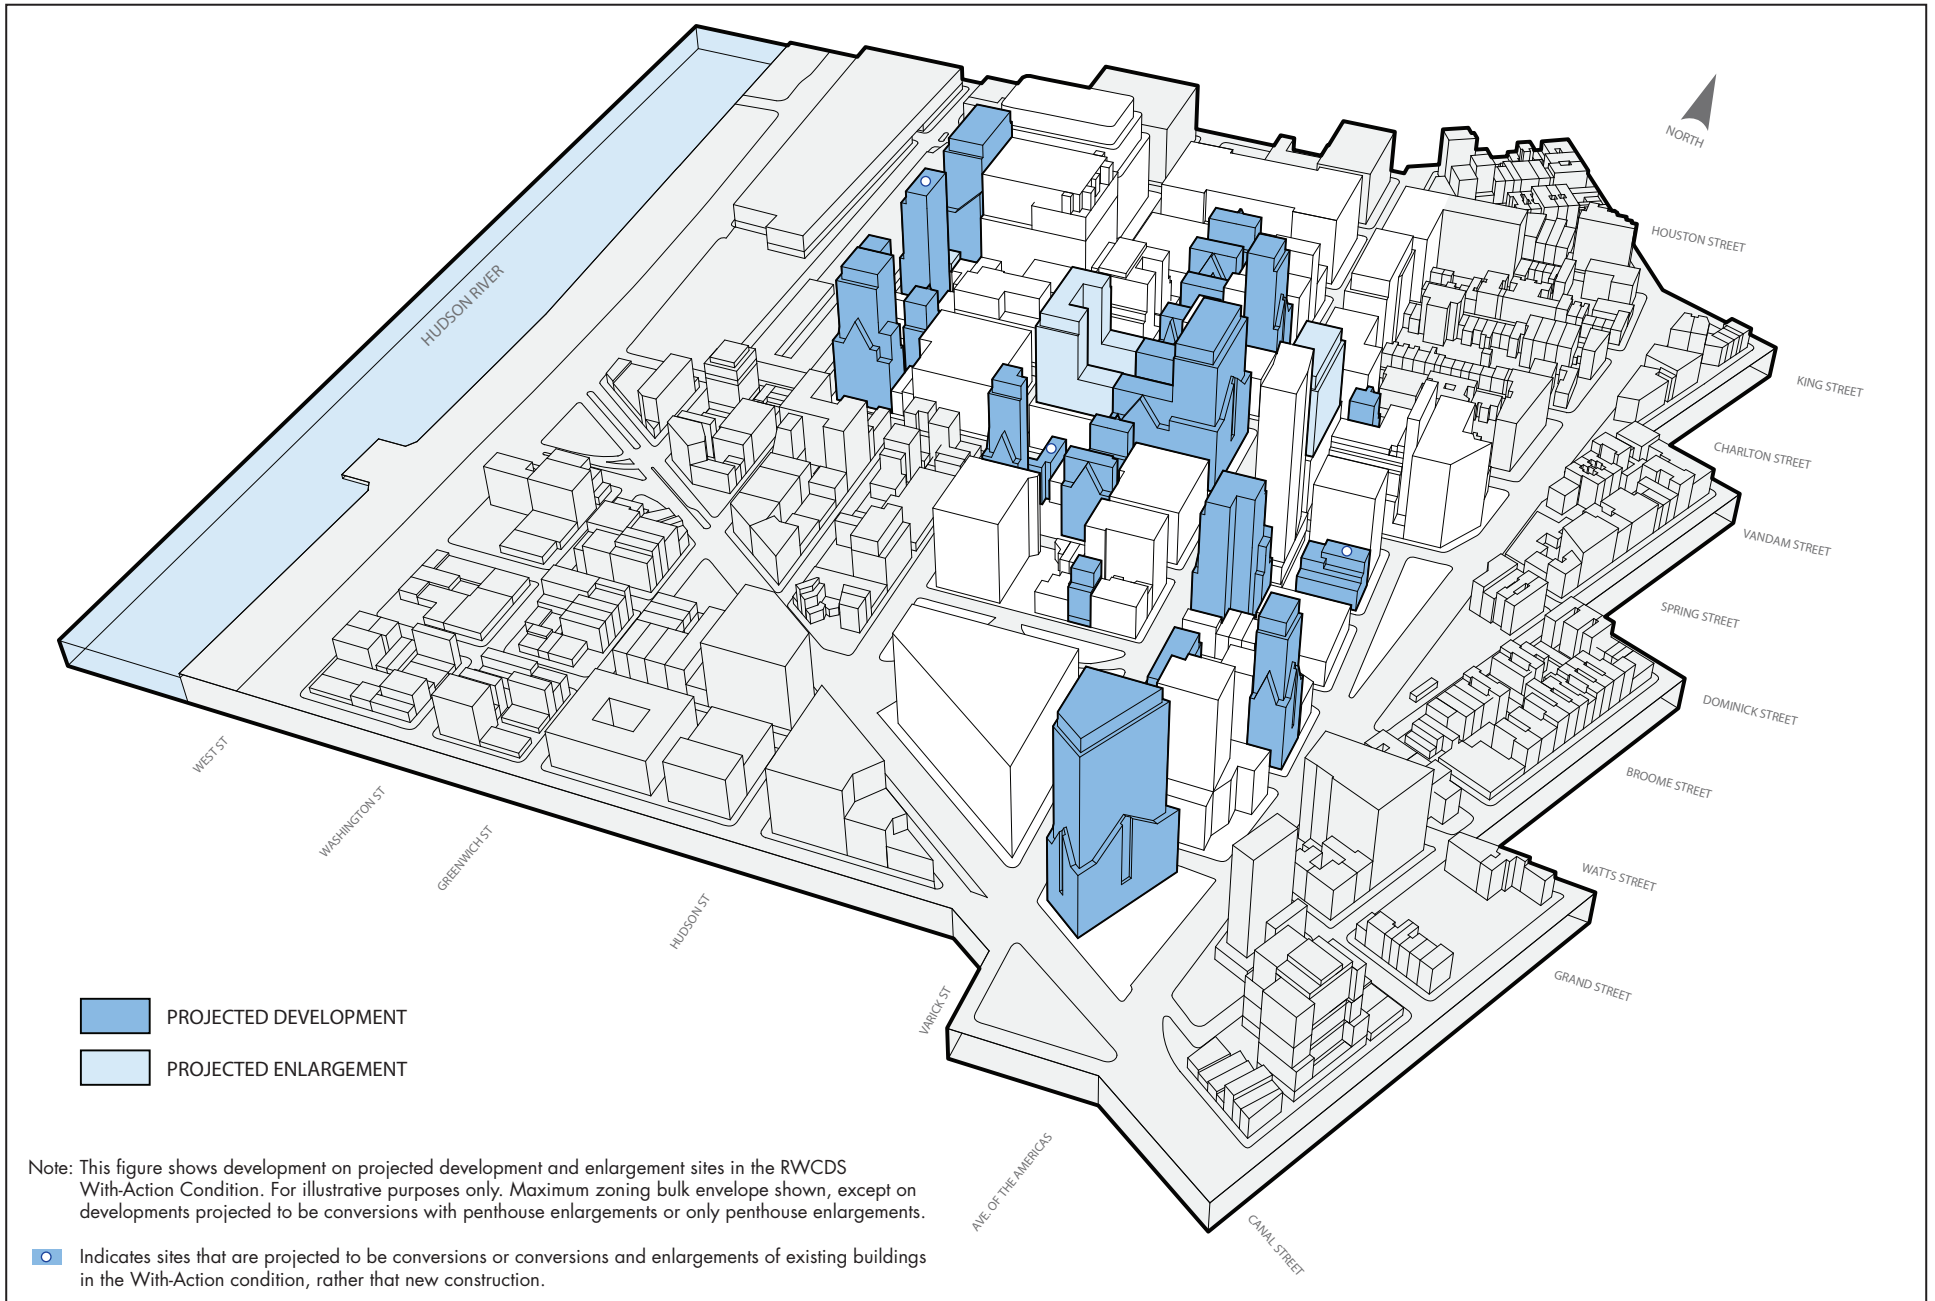 NORTH
HOUSTON STREET
HUDSON RIVER
KING STREET
CHARLTON STREET
VANDAM STREET
SPRING STREET
DOMINICK STREET
BROOME STREET
WATTS STREET
GRAND STREET
WEST ST
WASHINGTON ST
GREENWICH ST
HUDSON ST
VARICK ST
AVE. OF THE AMERICAS
CANAL STREET
PROJECTED DEVELOPMENT
PROJECTED ENLARGEMENT
Note: This figure shows development on projected development and enlargement sites in the RWCDS
With-Action Condition. For illustrative purposes only. Maximum zoning bulk envelope shown, except on
developments projected to be conversions with penthouse enlargements or only penthouse enlargements.
Indicates sites that are projected to be conversions or conversions and enlargements of existing buildings
in the With-Action condition, rather that new construction.